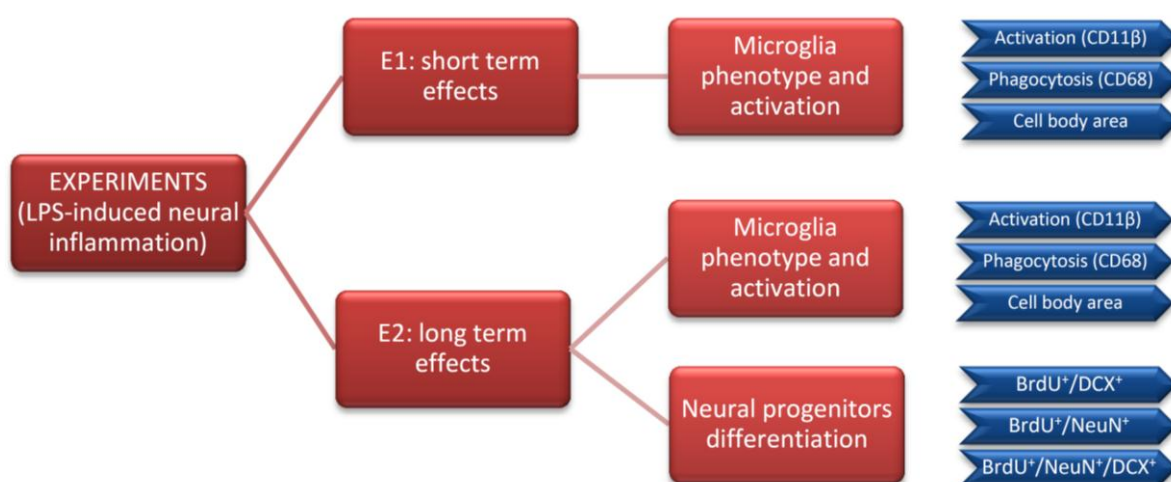 EXPERIMENTS
(LPS-induced neural
inflammation)
E1: short term
effects
Microglia
phenotype and
activation
Activation (CD11β)
Phagocytosis (CD68)
Cell body area
E2: long term
effects
Microglia
phenotype and
activation
Activation (CD11β)
Phagocytosis (CD68)
Cell body area
Neural progenitors
differentiation
BrdU⁺/DCX⁺
BrdU⁺/NeuN⁺
BrdU⁺/NeuN⁺/DCX⁺